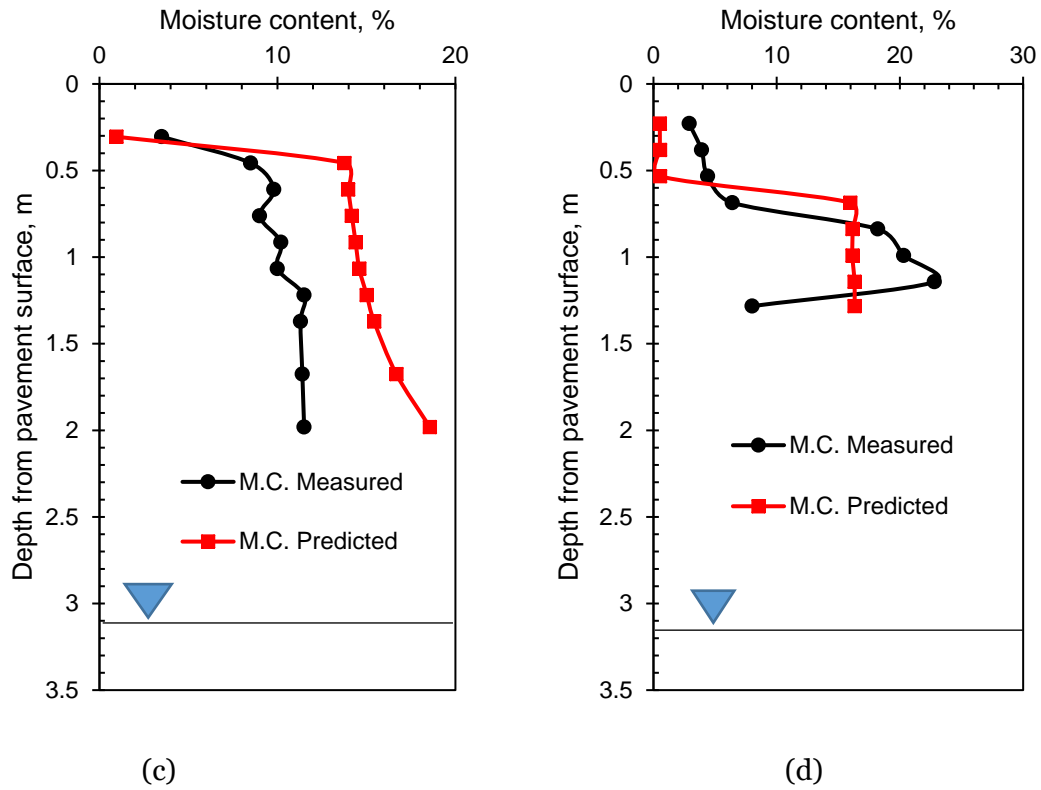 Moisture content, %
0 10 20
0
0.5
1
1.5
2
2.5
3
3.5
Depth from pavement surface, m
M.C. Measured
M.C. Predicted
(c)
Moisture content, %
0 10 20 30
0
0.5
1
1.5
2
2.5
3
3.5
Depth from pavement surface, m
M.C. Measured
M.C. Predicted
(d)